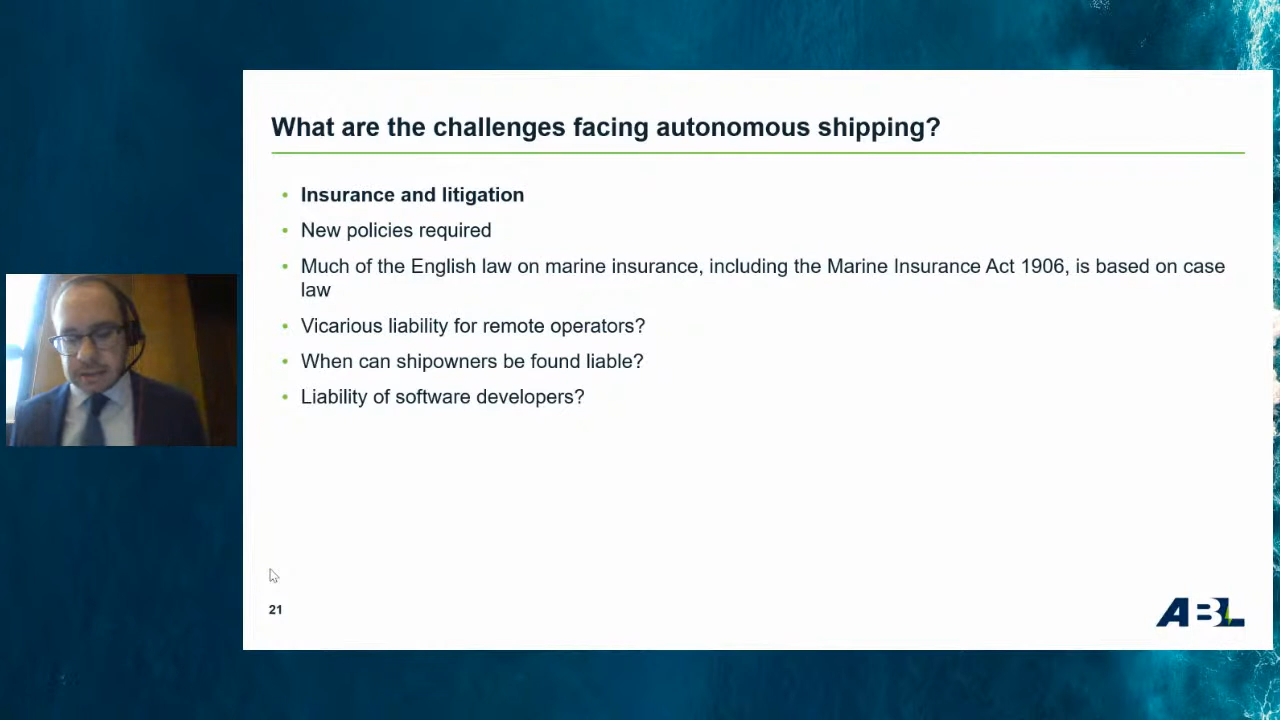 What are the challenges facing autonomous shipping?
• Insurance and litigation
• New policies required
• Much of the English law on marine insurance, including the Marine Insurance Act 1906, is based on case
law
• Vicarious liability for remote operators?
• When can shipowners be found liable?
• Liability of software developers?
21
ABL